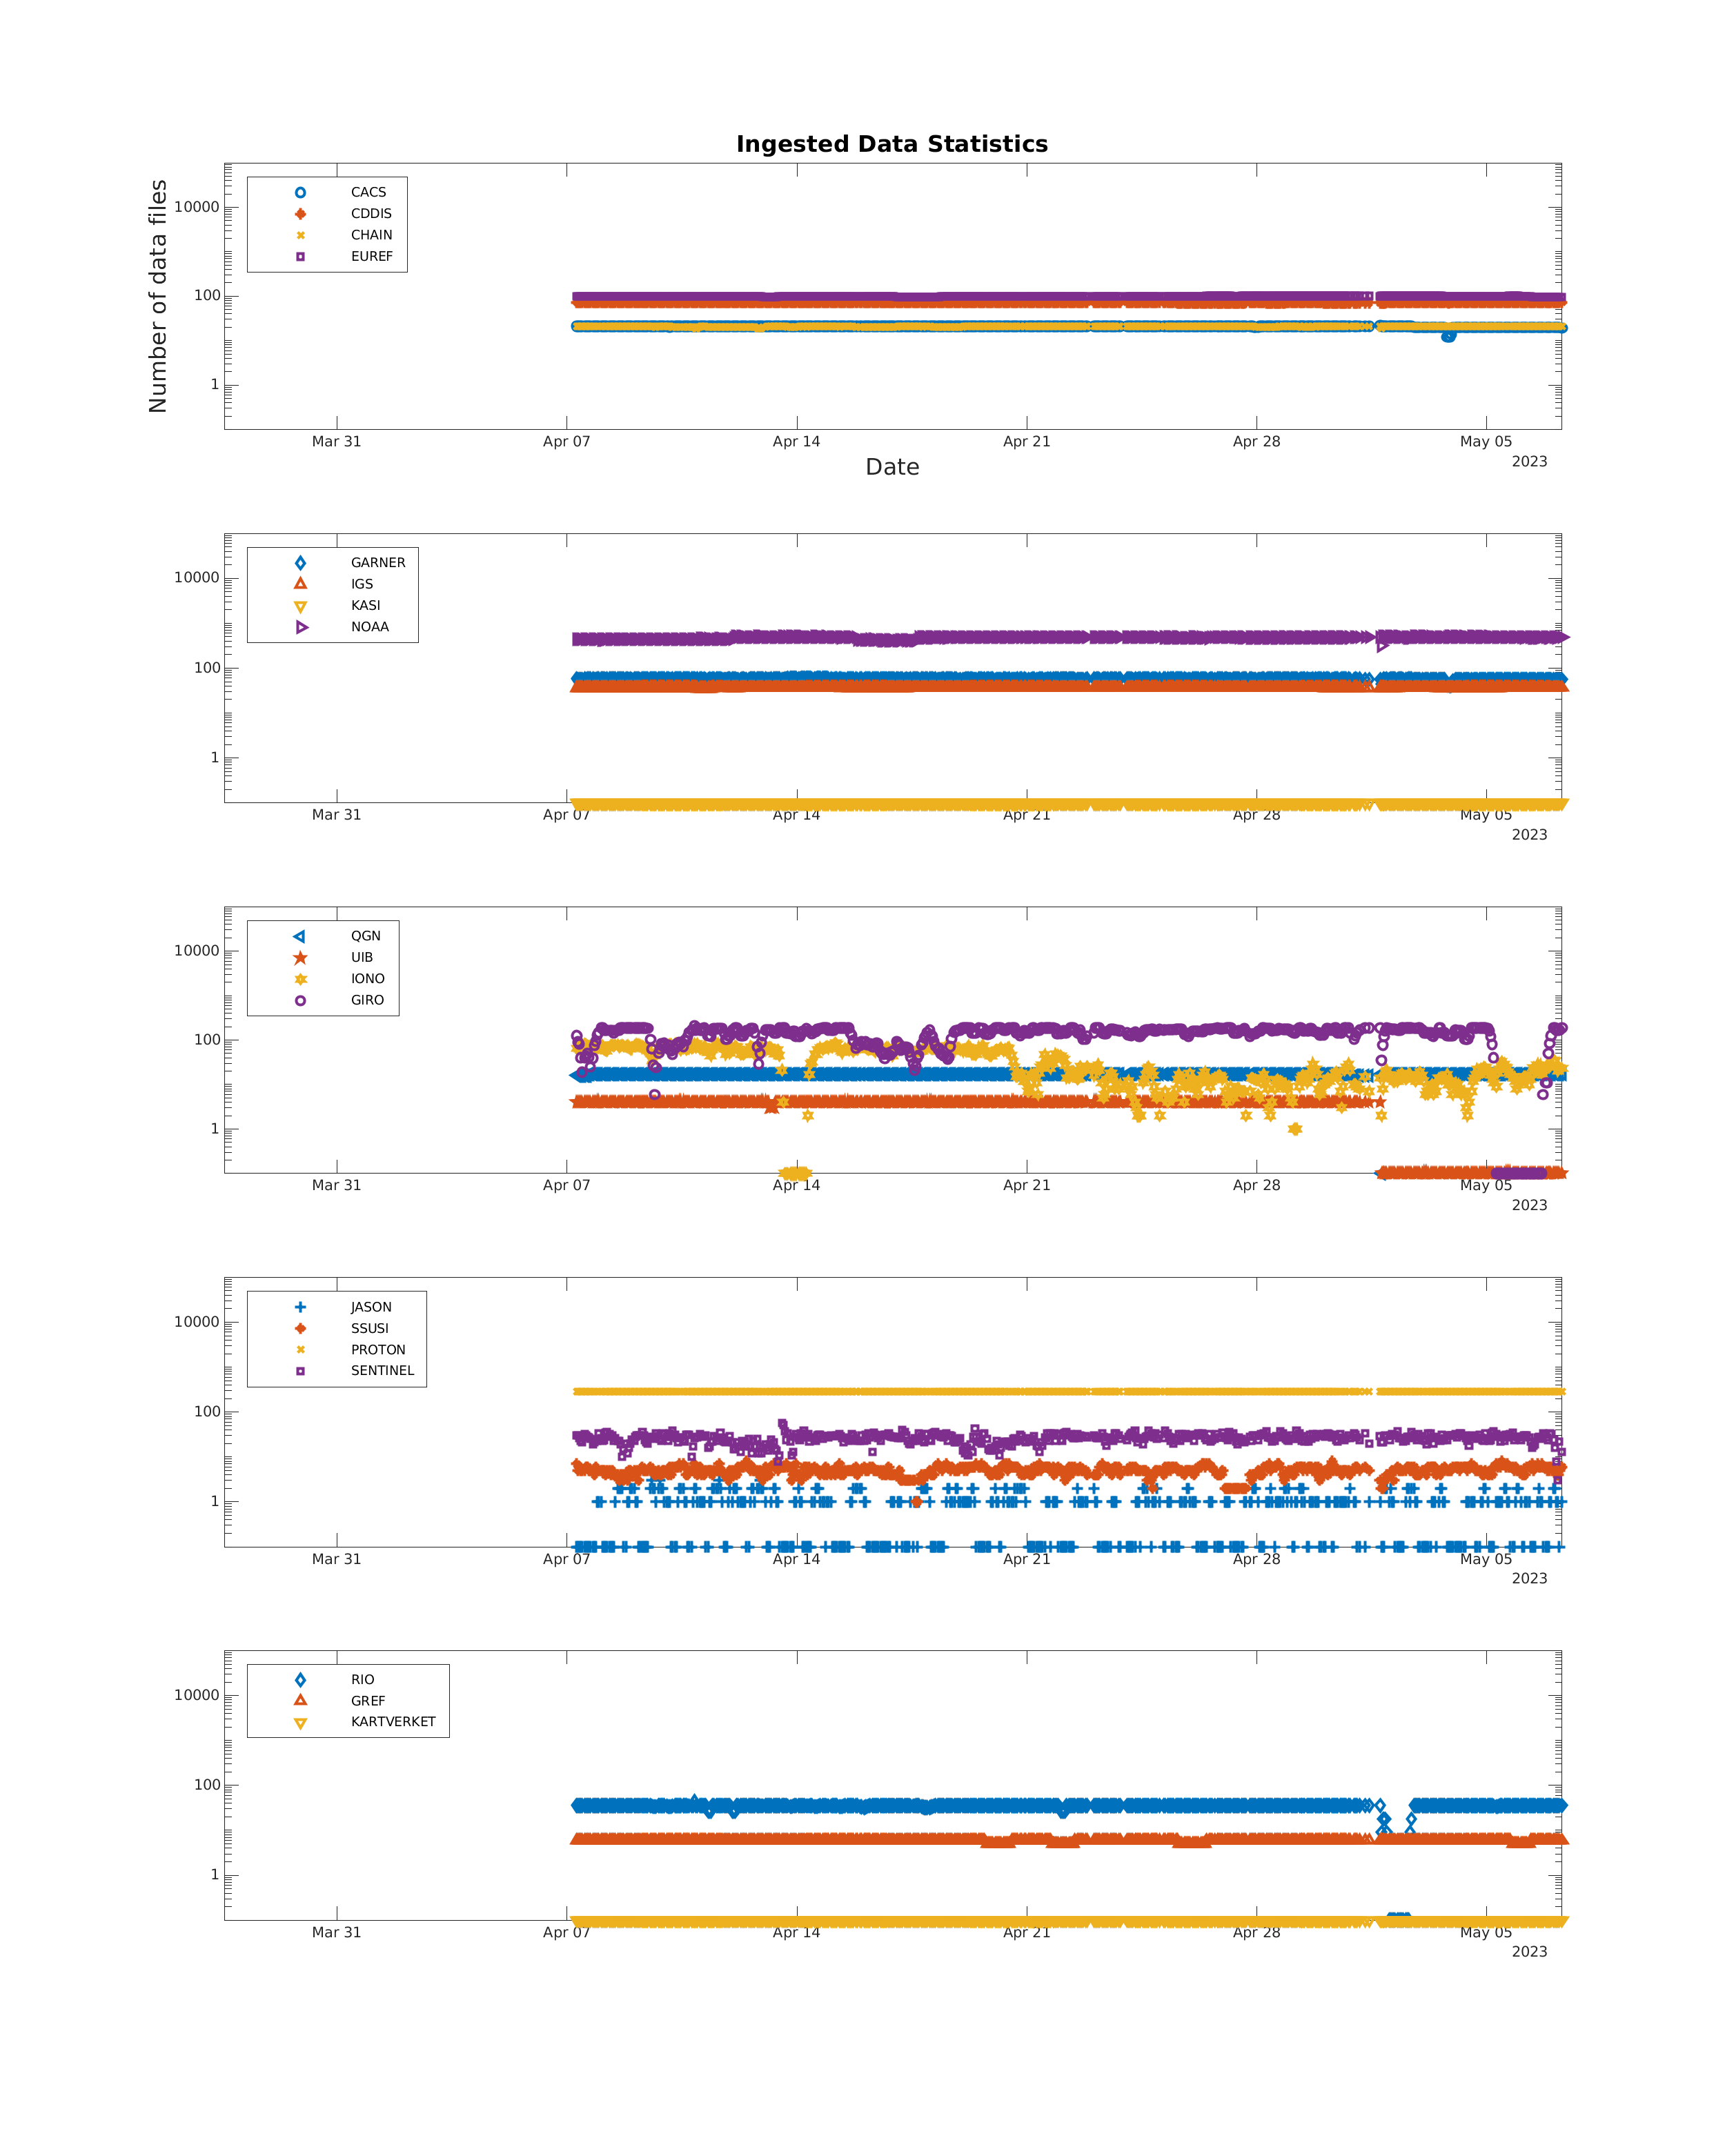 Ingested Data Statistics
Number of data files
10000
100
1
CACS
CDDIS
CHAIN
EUREF
Mar 31 Apr 07 Apr 14 Apr 21 Apr 28 May 05
2023
Date
10000
100
1
GARNER
IGS
KASI
NOAA
Mar 31 Apr 07 Apr 14 Apr 21 Apr 28 May 05
2023
10000
100
1
QGN
UIB
IONO
GIRO
Mar 31 Apr 07 Apr 14 Apr 21 Apr 28 May 05
2023
10000
100
1
JASON
SSUSI
PROTON
SENTINEL
Mar 31 Apr 07 Apr 14 Apr 21 Apr 28 May 05
2023
10000
100
1
RIO
GREF
KARTVERKET
Mar 31 Apr 07 Apr 14 Apr 21 Apr 28 May 05
2023